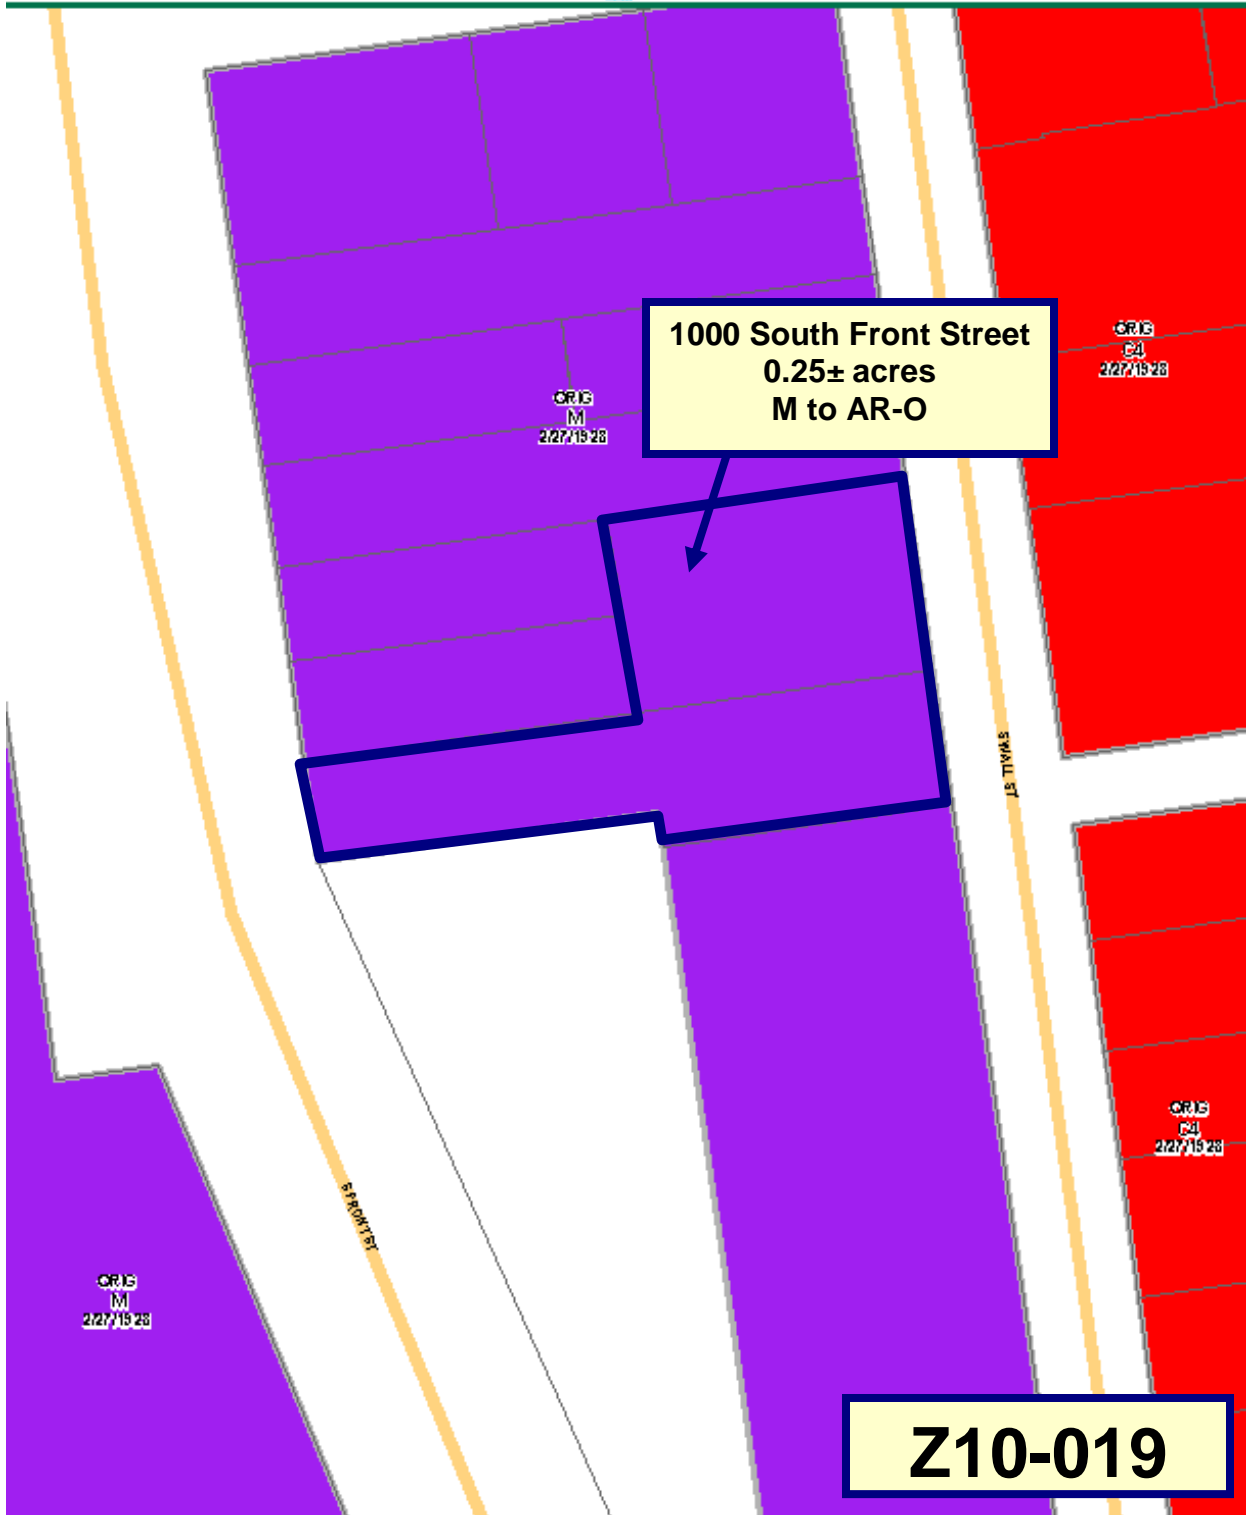 1000 South Front Street
0.25± acres
M to AR-O
ORIG
C4
2/27/1928
ORIG
M
2/27/1928
S WALL ST
ORIG
C4
2/27/1928
S FRONT ST
ORIG
M
2/27/1928
Z10-019